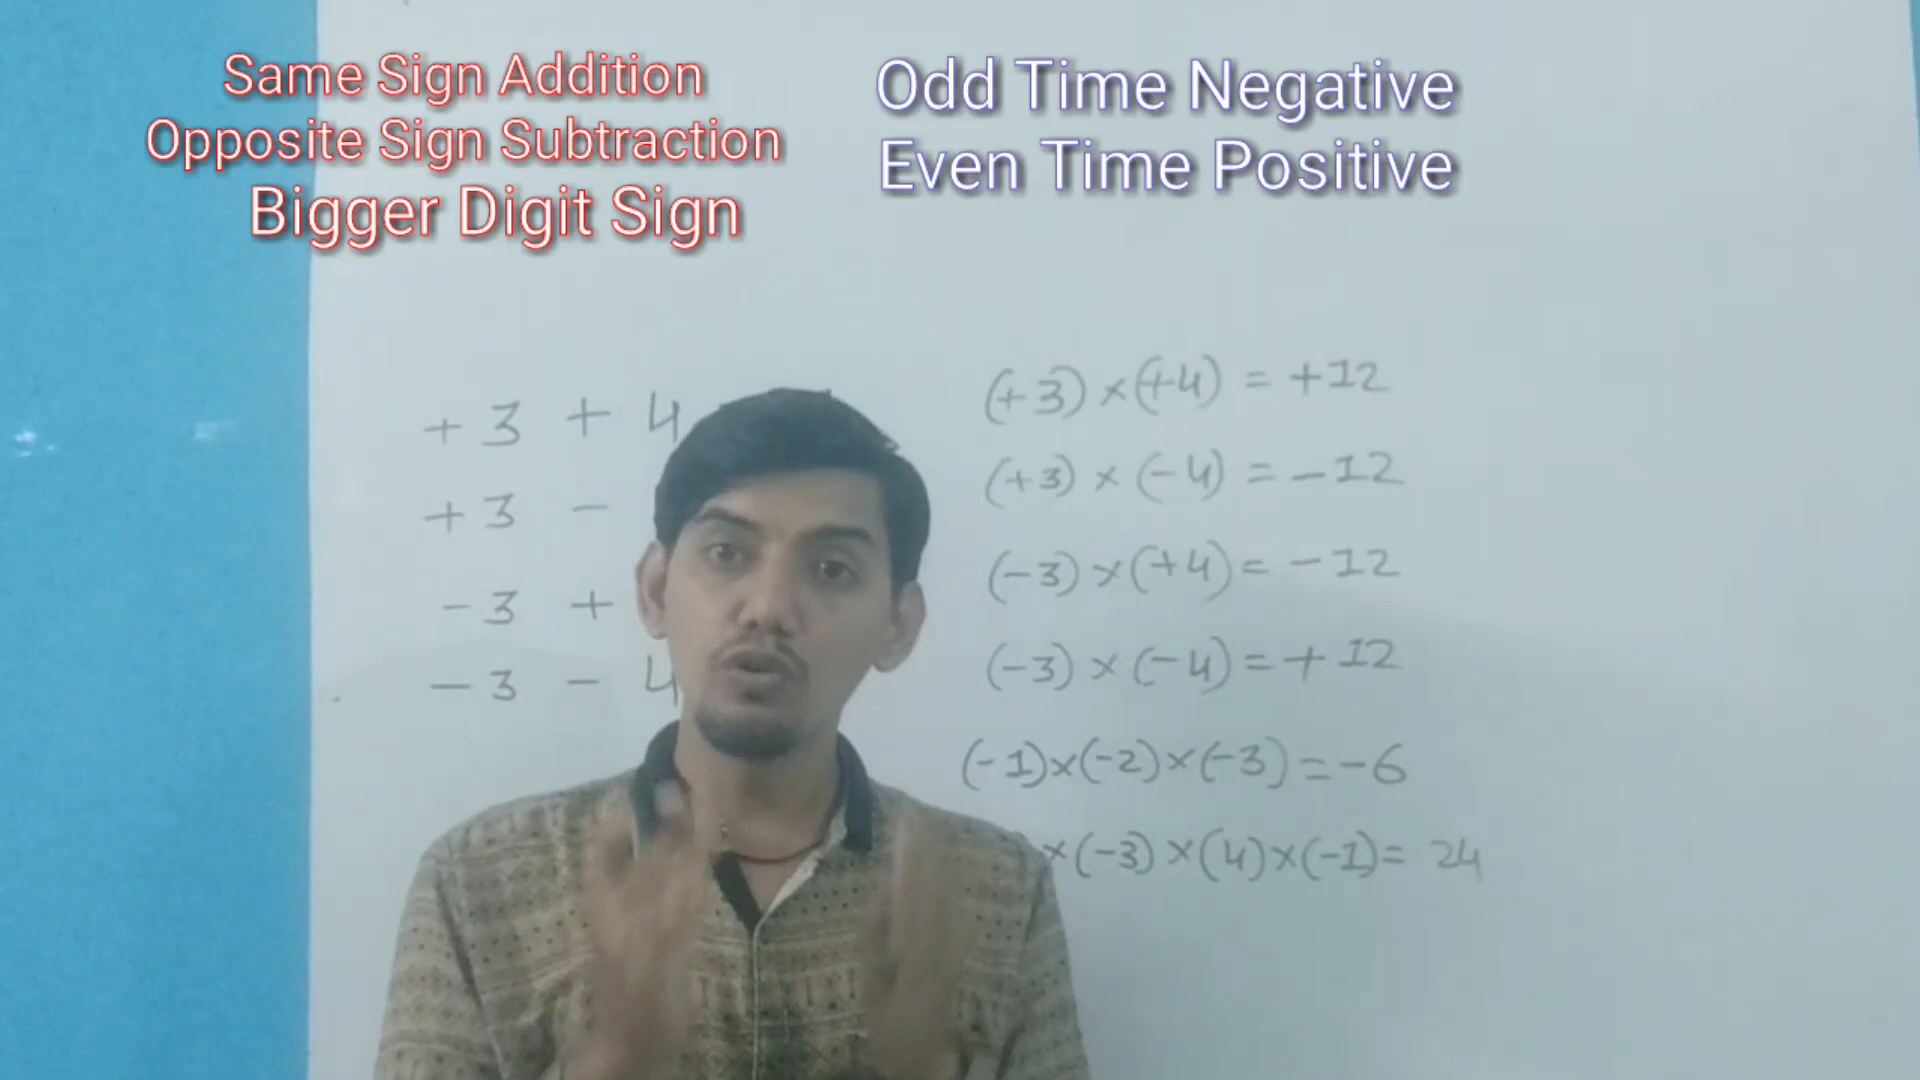 Same Sign Addition
Opposite Sign Subtraction
Bigger Digit Sign
Odd Time Negative
Even Time Positive
+3 + 4
+3 -
-3 +
-3 - 4
(+3) × (+4) = +12
(+3) × (-4) = -12
(-3) × (+4) = -12
(-3) × (-4) = +12
(-1)×(-2)×(-3) = -6
×(-3)×(4)×(-1) = 24